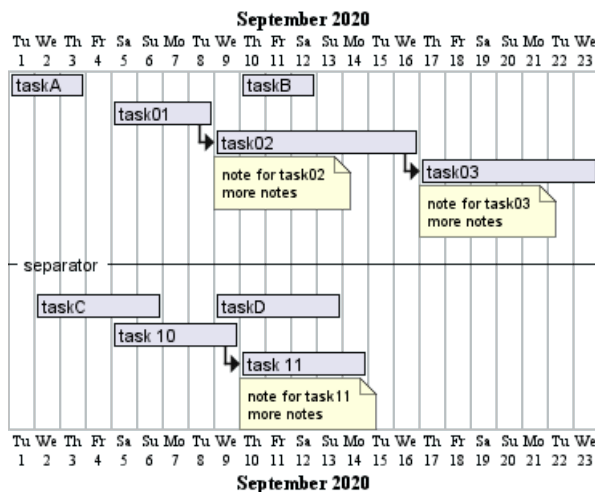 September 2020
Tu We Th Fr Sa Su Mo Tu We Th Fr Sa Su Mo Tu We Th Fr Sa Su Mo Tu We
1 2 3 4 5 6 7 8 9 10 11 12 13 14 15 16 17 18 19 20 21 22 23
taskA taskB
task01
task02
note for task02
more notes
task03
note for task03
more notes
separator
taskC taskD
task 10
task 11
note for task11
more notes
Tu We Th Fr Sa Su Mo Tu We Th Fr Sa Su Mo Tu We Th Fr Sa Su Mo Tu We
1 2 3 4 5 6 7 8 9 10 11 12 13 14 15 16 17 18 19 20 21 22 23
September 2020